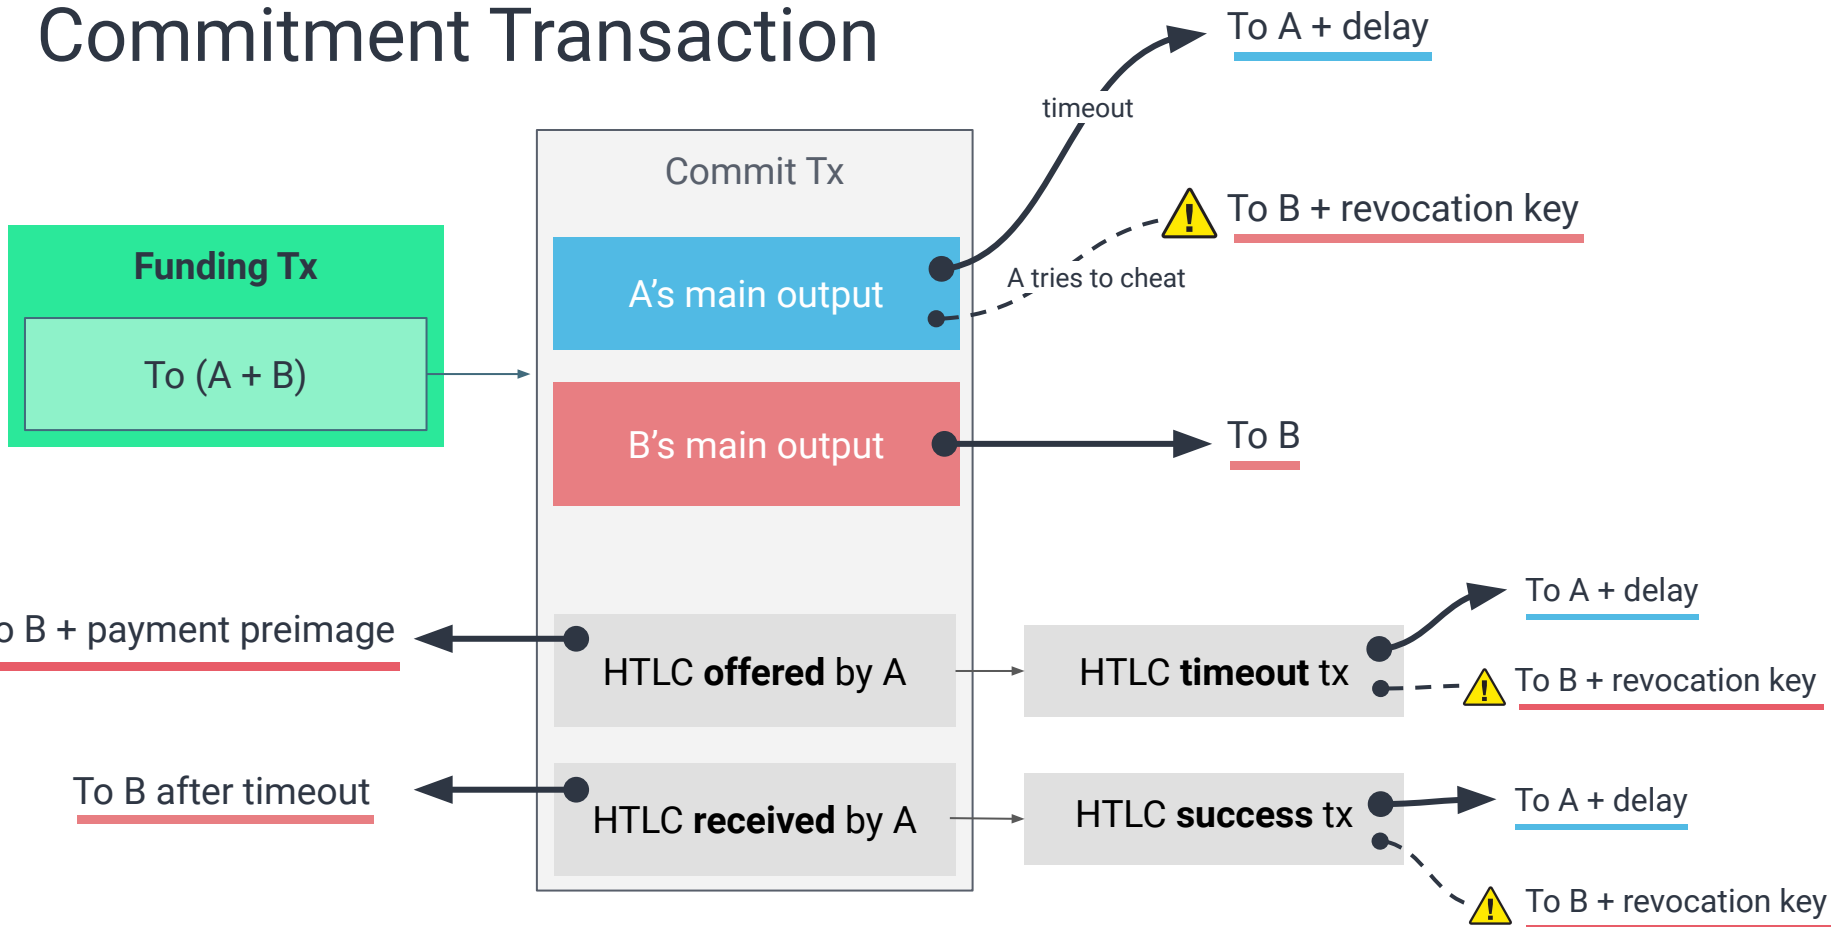 Commitment Transaction
To A + delay
timeout
Commit Tx
To B + revocation key
Funding Tx
A's main output
A tries to cheat
To (A + B)
B's main output
To B
o B + payment preimage
HTLC offered by A
HTLC timeout tx
To A + delay
To B + revocation key
To B after timeout
HTLC received by A
HTLC success tx
To A + delay
To B + revocation key